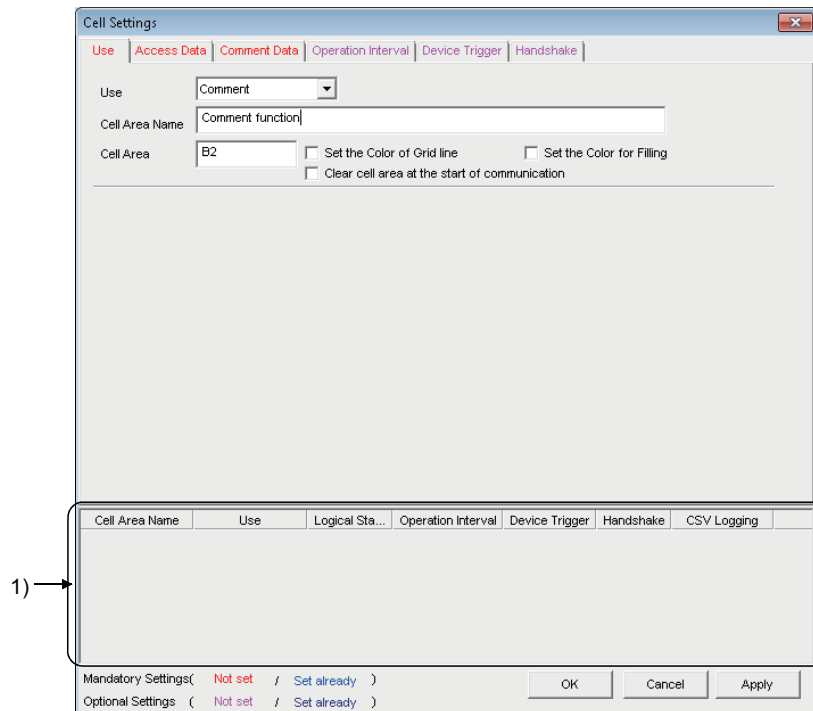 Cell Settings
Use Access Data Comment Data Operation Interval Device Trigger Handshake
Use Comment
Cell Area Name Comment function
Cell Area B2 Set the Color of Grid line Set the Color for Filling
Clear cell area at the start of communication
Cell Area Name Use Logical Sta... Operation Interval Device Trigger Handshake CSV Logging
1)
Mandatory Settings( Not set / Set already ) OK Cancel Apply
Optional Settings ( Not set / Set already )